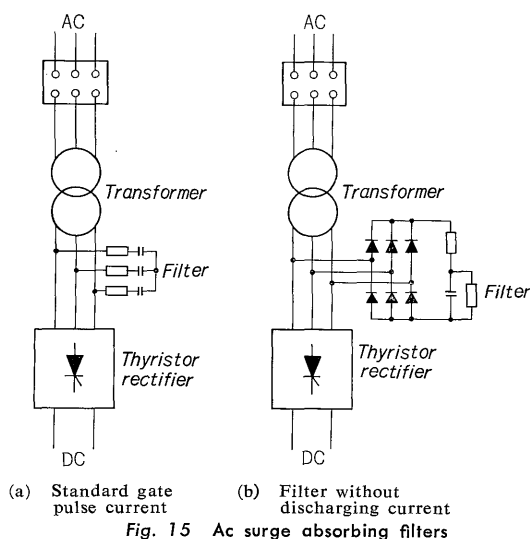 AC
Transformer
Filter
Thyristor
rectifier
DC
(a) Standard gate
pulse current
AC
Transformer
Filter
Thyristor
rectifier
DC
(b) Filter without
discharging current
Fig. 15 Ac surge absorbing filters